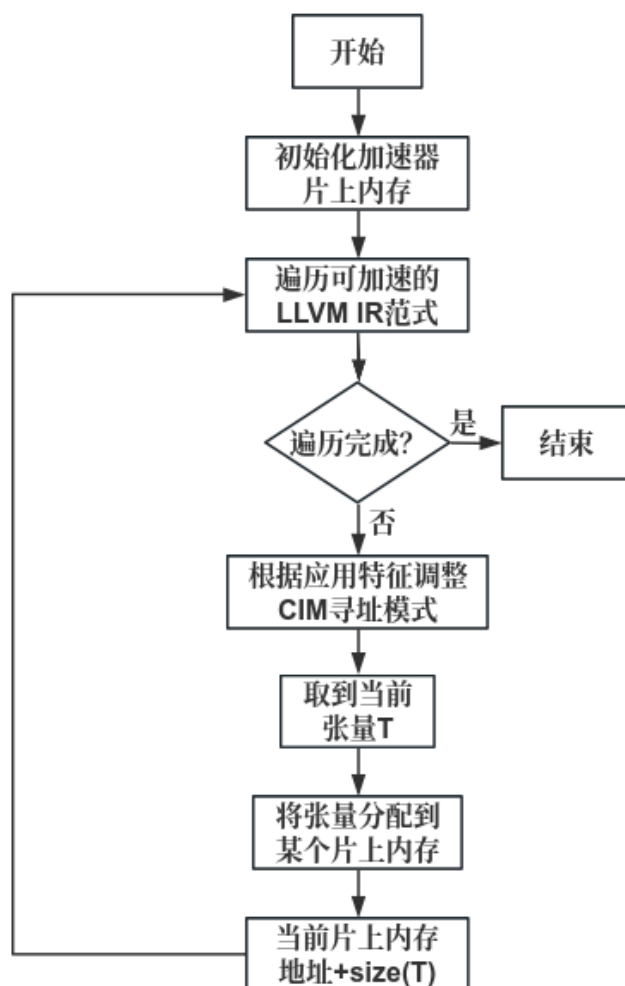 开始
初始化加速器
片上内存
遍历可加速的
LLVM IR范式
遍历完成?
是
结束
否
根据应用特征调整
CIM寻址模式
取到当前
张量T
将张量分配到
某个片上内存
当前片上内存
地址+size(T)